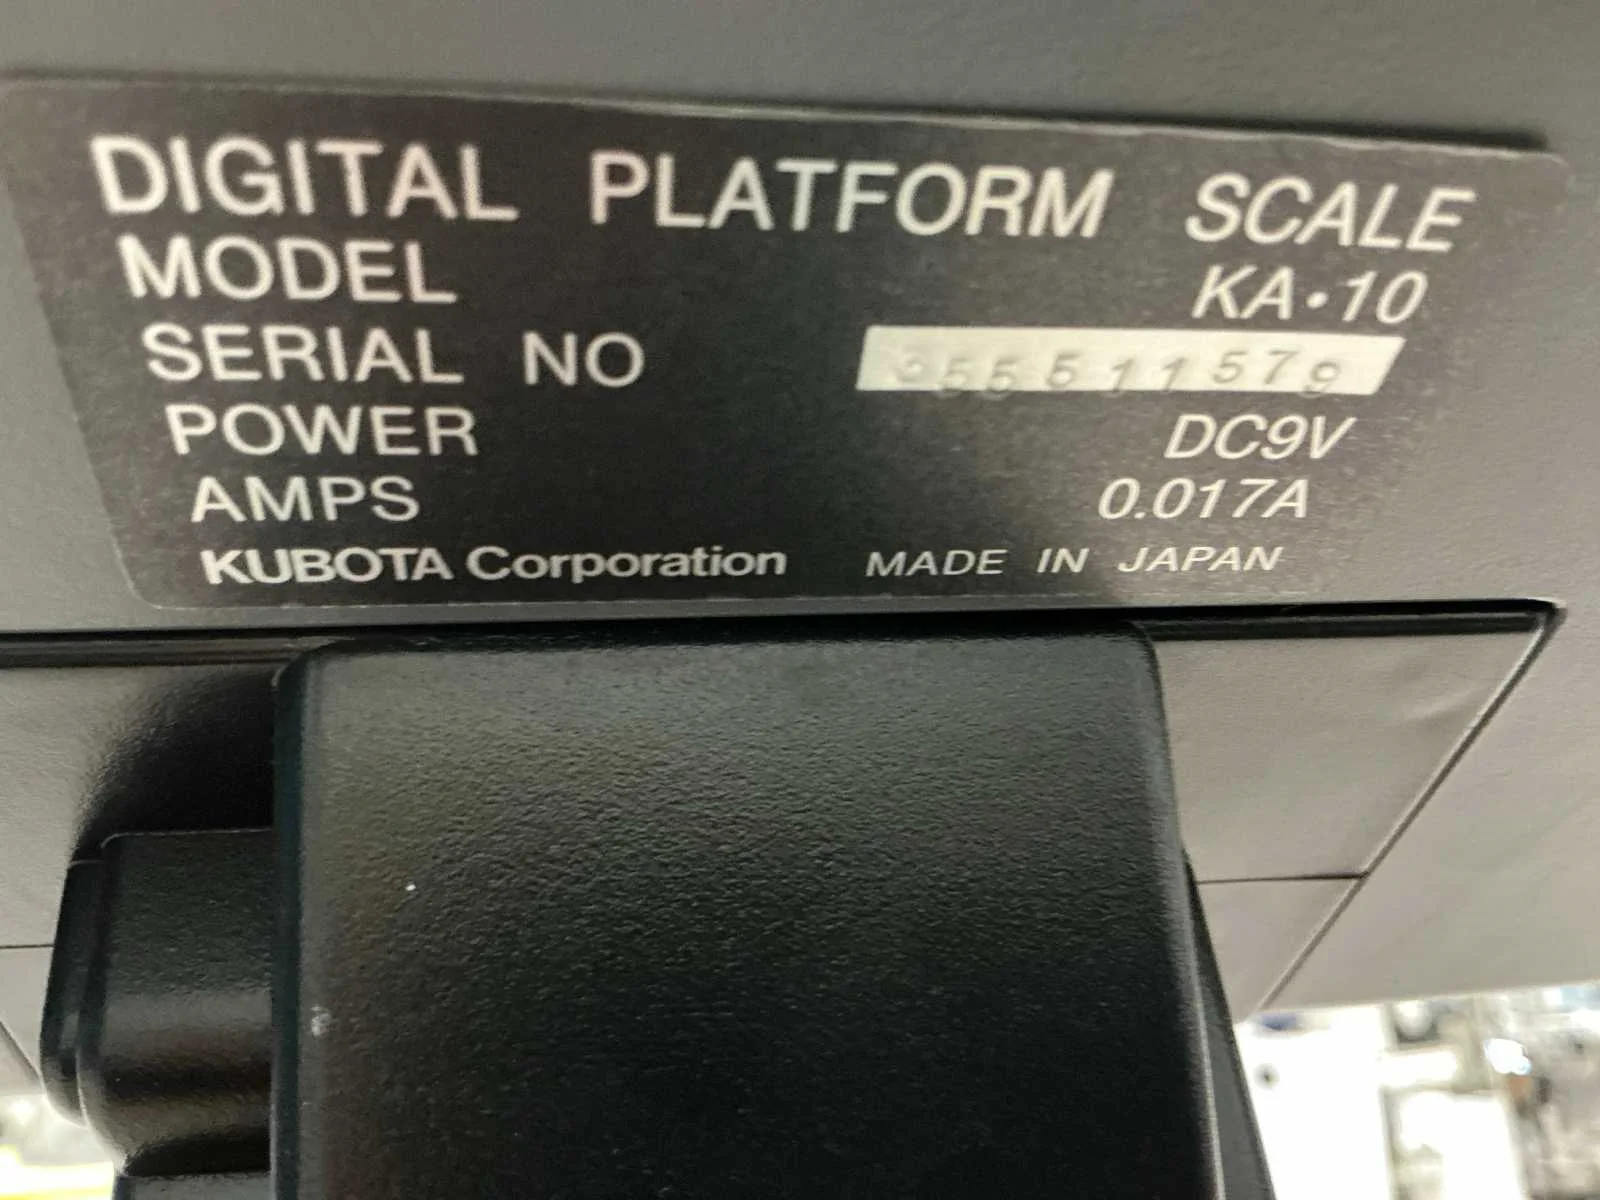 DIGITAL PLATFORM SCALE
MODEL KA·10
SERIAL NO
POWER DC9V
AMPS 0.017A
KUBOTA Corporation MADE IN JAPAN